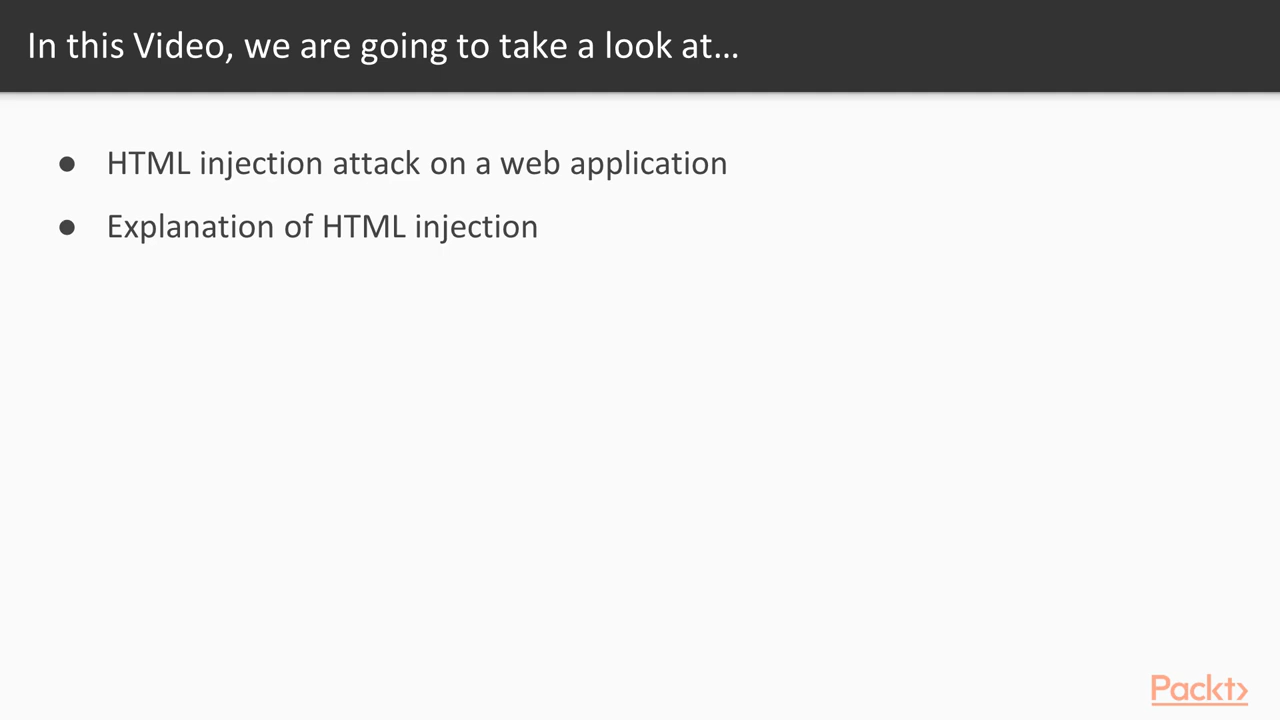 In this Video, we are going to take a look at…
● HTML injection attack on a web application
● Explanation of HTML injection
Packt›